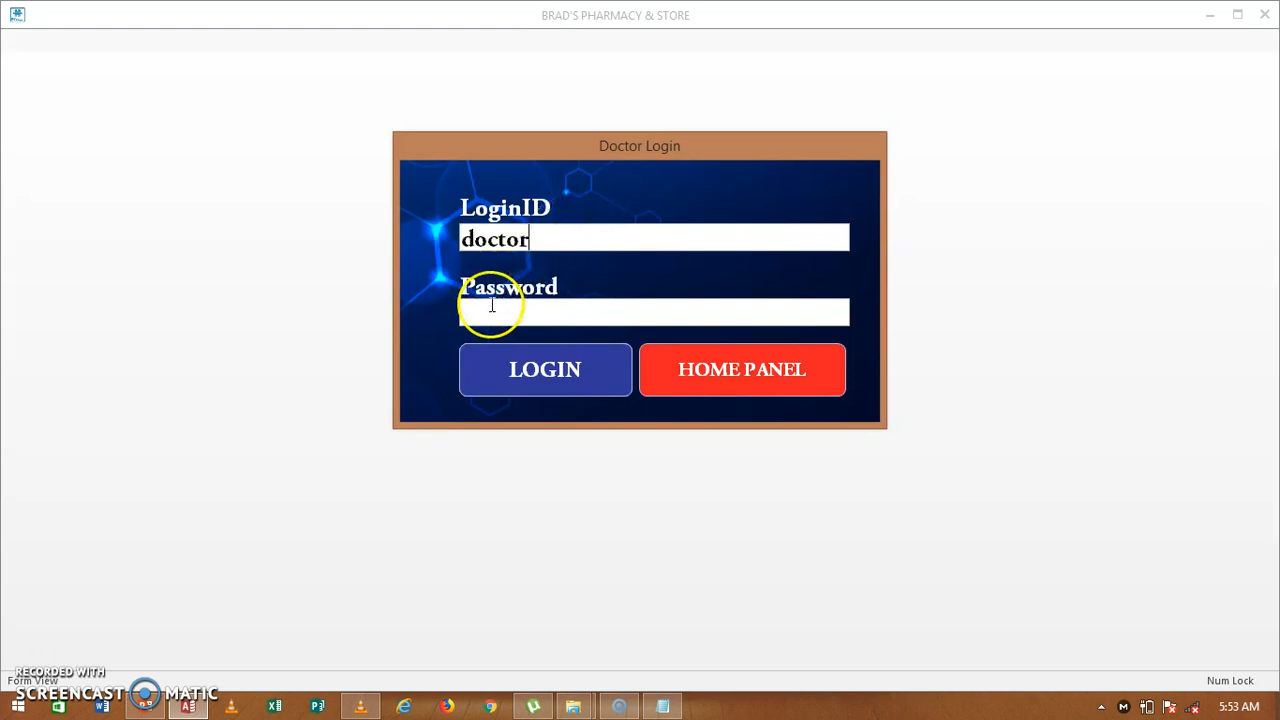 BRAD'S PHARMACY & STORE
Doctor Login
LoginID
doctor
Password
LOGIN
HOME PANEL
RECORDED WITH
Form View
SCREENCAST MATIC
Num Lock
5:53 AM